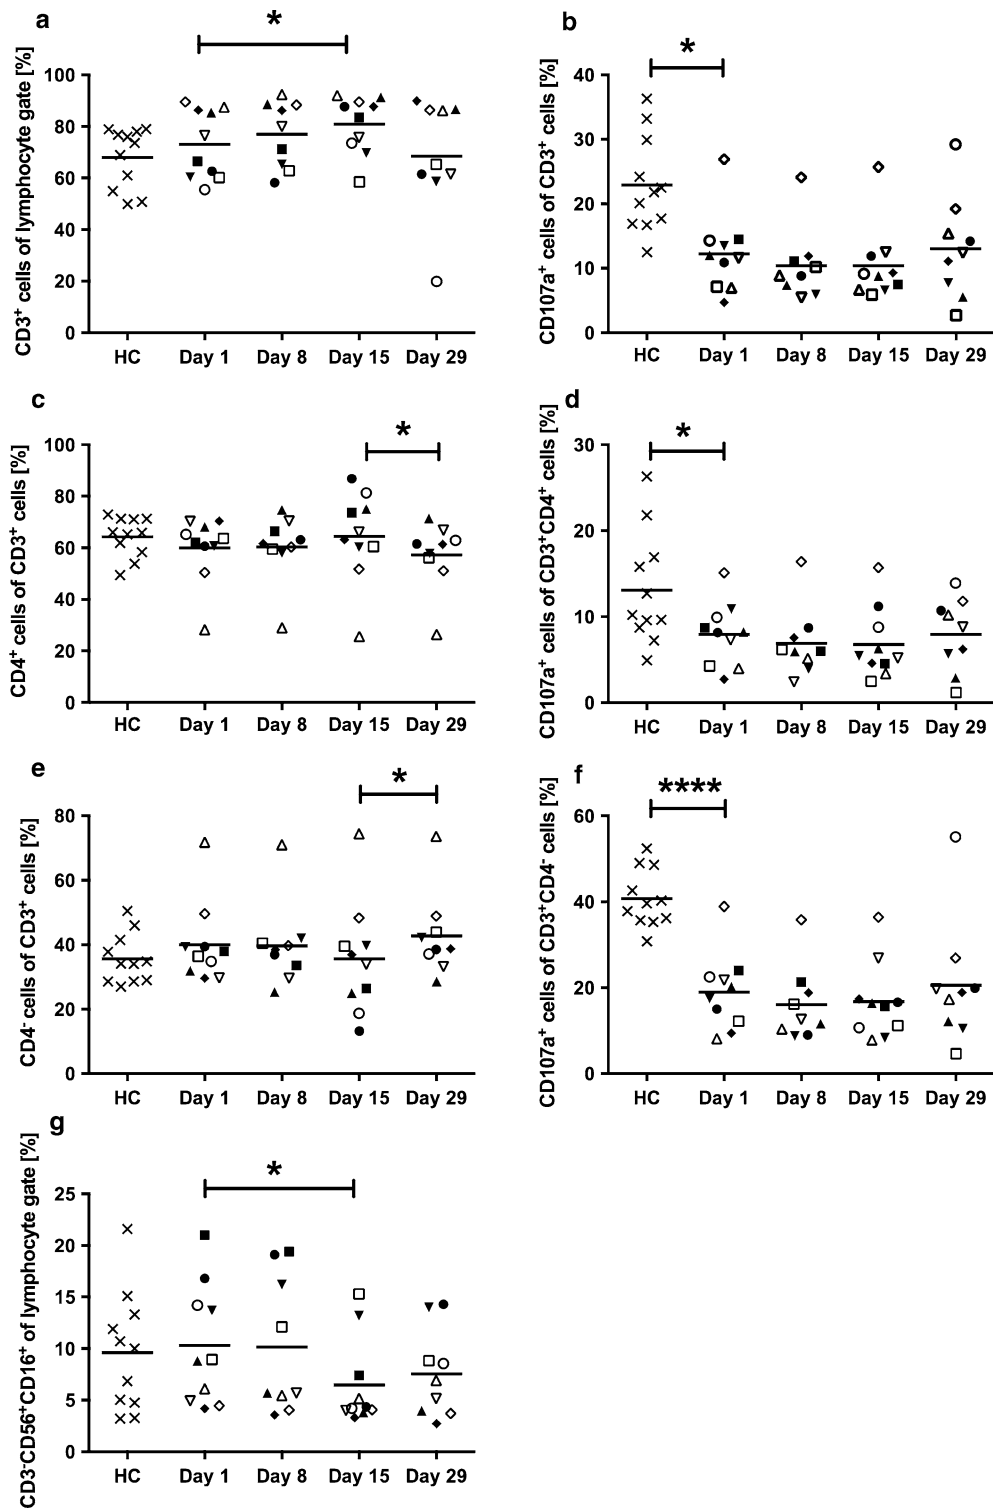 a
*
CD3⁺ cells of lymphocyte gate [%]
100
80
60
40
20
0
HC Day 1 Day 8 Day 15 Day 29
b
*
CD107a⁺ cells of CD3⁺ cells [%]
40
30
20
10
0
HC Day 1 Day 8 Day 15 Day 29
c
*
CD4⁺ cells of CD3⁺ cells [%]
100
80
60
40
20
0
HC Day 1 Day 8 Day 15 Day 29
d
*
CD107a⁺ cells of CD3⁺CD4⁺ cells [%]
30
20
10
0
HC Day 1 Day 8 Day 15 Day 29
e
*
CD4⁻ cells of CD3⁺ cells [%]
80
60
40
20
0
HC Day 1 Day 8 Day 15 Day 29
f
****
CD107a⁺ cells of CD3⁺CD4⁻ cells [%]
60
40
20
0
HC Day 1 Day 8 Day 15 Day 29
g
*
CD3⁻CD56⁺CD16⁺ of lymphocyte gate [%]
25
20
15
10
5
0
HC Day 1 Day 8 Day 15 Day 29